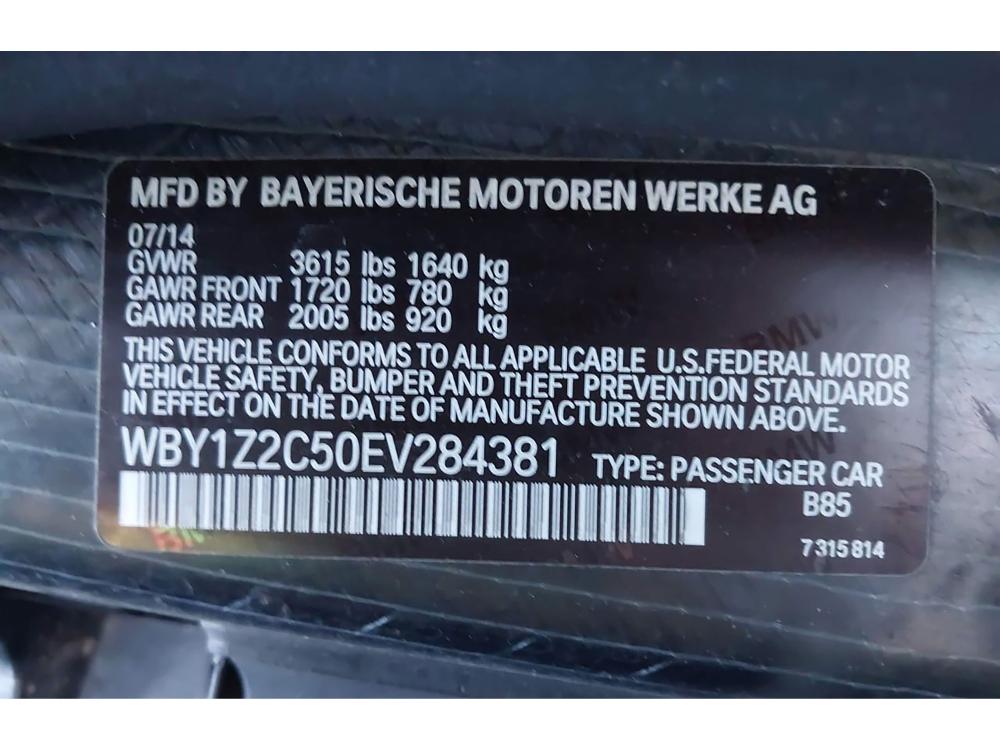 MFD BY BAYERISCHE MOTOREN WERKE AG
07/14
GVWR 3615 lbs 1640 kg
GAWR FRONT 1720 lbs 780 kg
GAWR REAR 2005 lbs 920 kg
THIS VEHICLE CONFORMS TO ALL APPLICABLE U.S.FEDERAL MOTOR
VEHICLE SAFETY, BUMPER AND THEFT PREVENTION STANDARDS
IN EFFECT ON THE DATE OF MANUFACTURE SHOWN ABOVE.
WBY1Z2C50EV284381 TYPE: PASSENGER CAR
B85
7 315 814